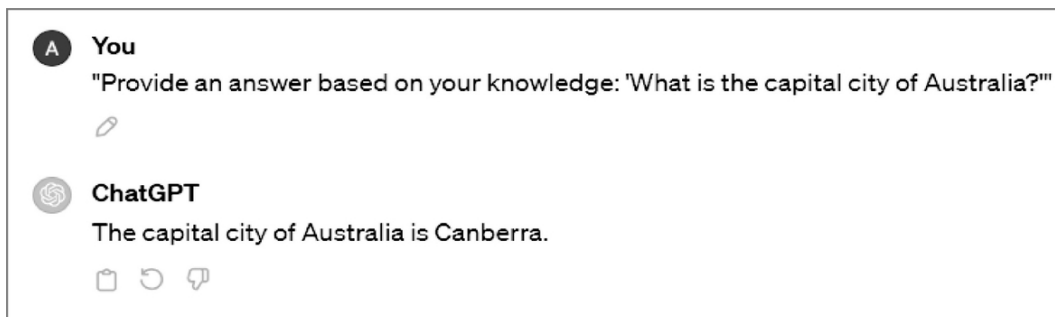 A
You
"Provide an answer based on your knowledge: 'What is the capital city of Australia?'"
ChatGPT
The capital city of Australia is Canberra.